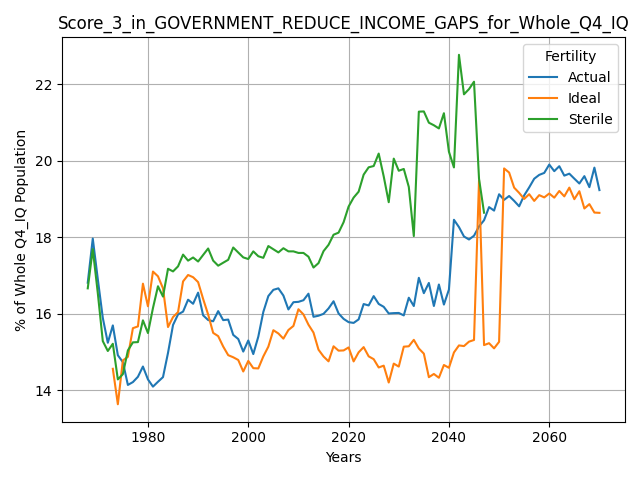 Score_3_in_GOVERNMENT_REDUCE_INCOME_GAPS_for_Whole_Q4_IQ
Fertility
Actual
Ideal
Sterile
% of Whole Q4_IQ Population
22
20
18
16
14
1980
2000
2020
2040
2060
Years